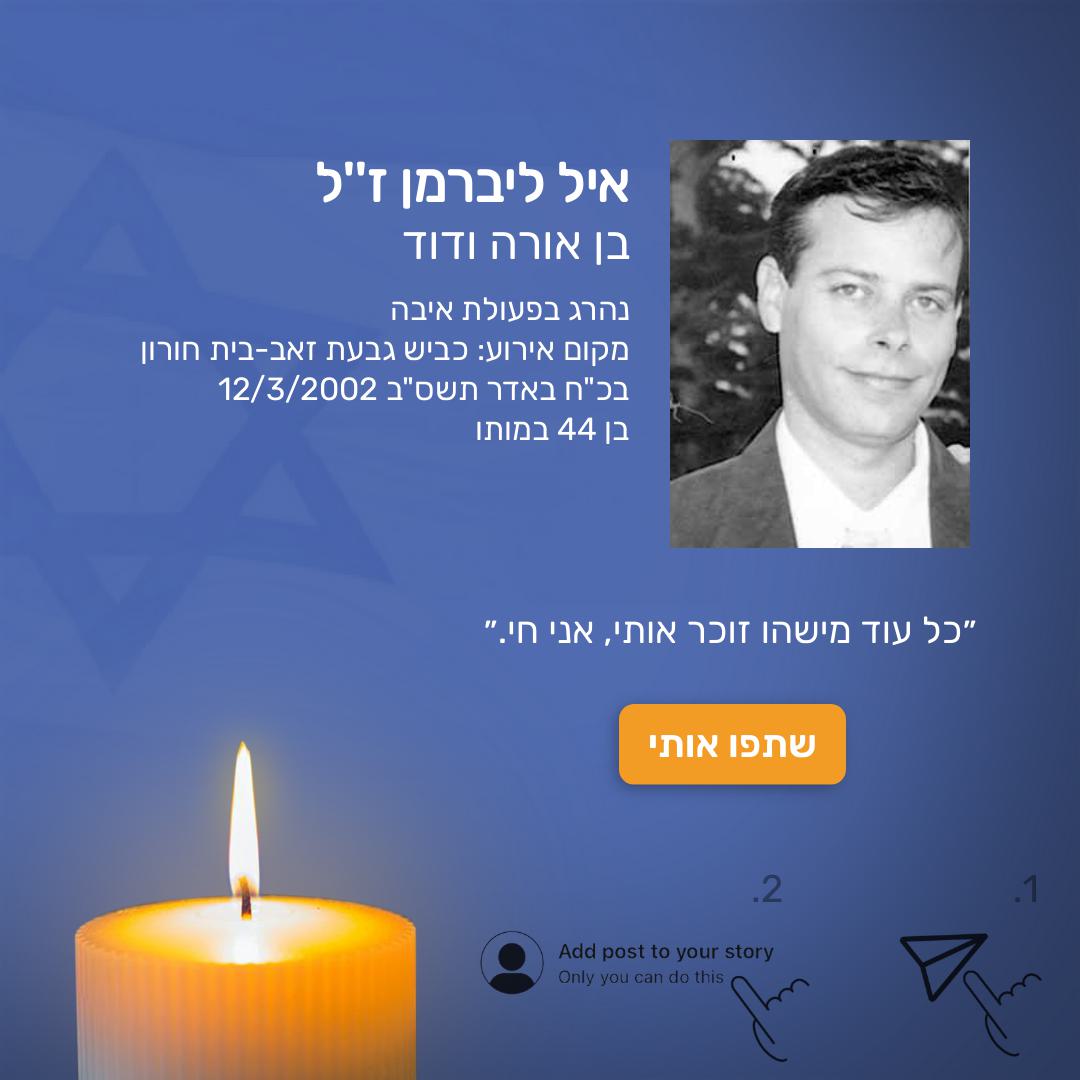 איל ליברמן ז"ל
בן אורה ודוד
נהרג בפעולת איבה
מקום אירוע: כביש גבעת זאב-בית חורון
בכ"ח באדר תשס"ב 12/3/2002
בן 44 במותו
״כל עוד מישהו זוכר אותי, אני חי.״
שתפו אותי
1.
2.
Add post to your story
Only you can do this